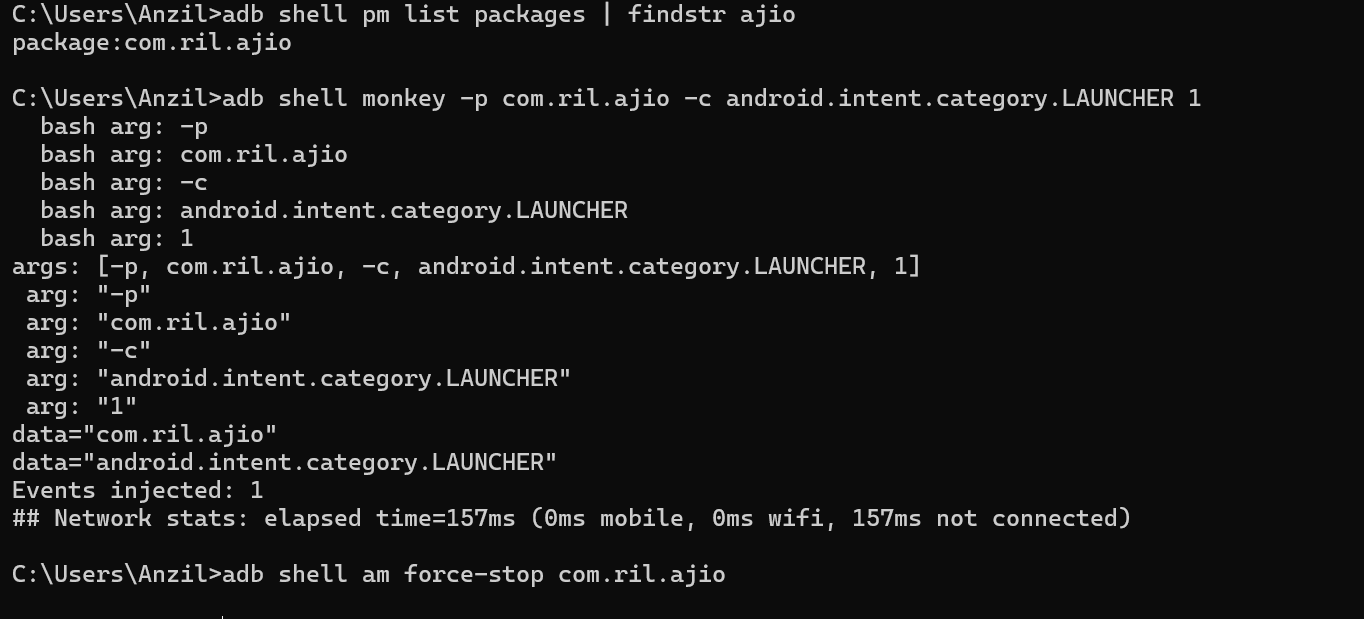 C:\Users\Anzil>adb shell pm list packages | findstr ajio
package:com.ril.ajio
C:\Users\Anzil>adb shell monkey -p com.ril.ajio -c android.intent.category.LAUNCHER 1
  bash arg: -p
  bash arg: com.ril.ajio
  bash arg: -c
  bash arg: android.intent.category.LAUNCHER
  bash arg: 1
args: [-p, com.ril.ajio, -c, android.intent.category.LAUNCHER, 1]
 arg: "-p"
 arg: "com.ril.ajio"
 arg: "-c"
 arg: "android.intent.category.LAUNCHER"
 arg: "1"
data="com.ril.ajio"
data="android.intent.category.LAUNCHER"
Events injected: 1
## Network stats: elapsed time=157ms (0ms mobile, 0ms wifi, 157ms not connected)
C:\Users\Anzil>adb shell am force-stop com.ril.ajio